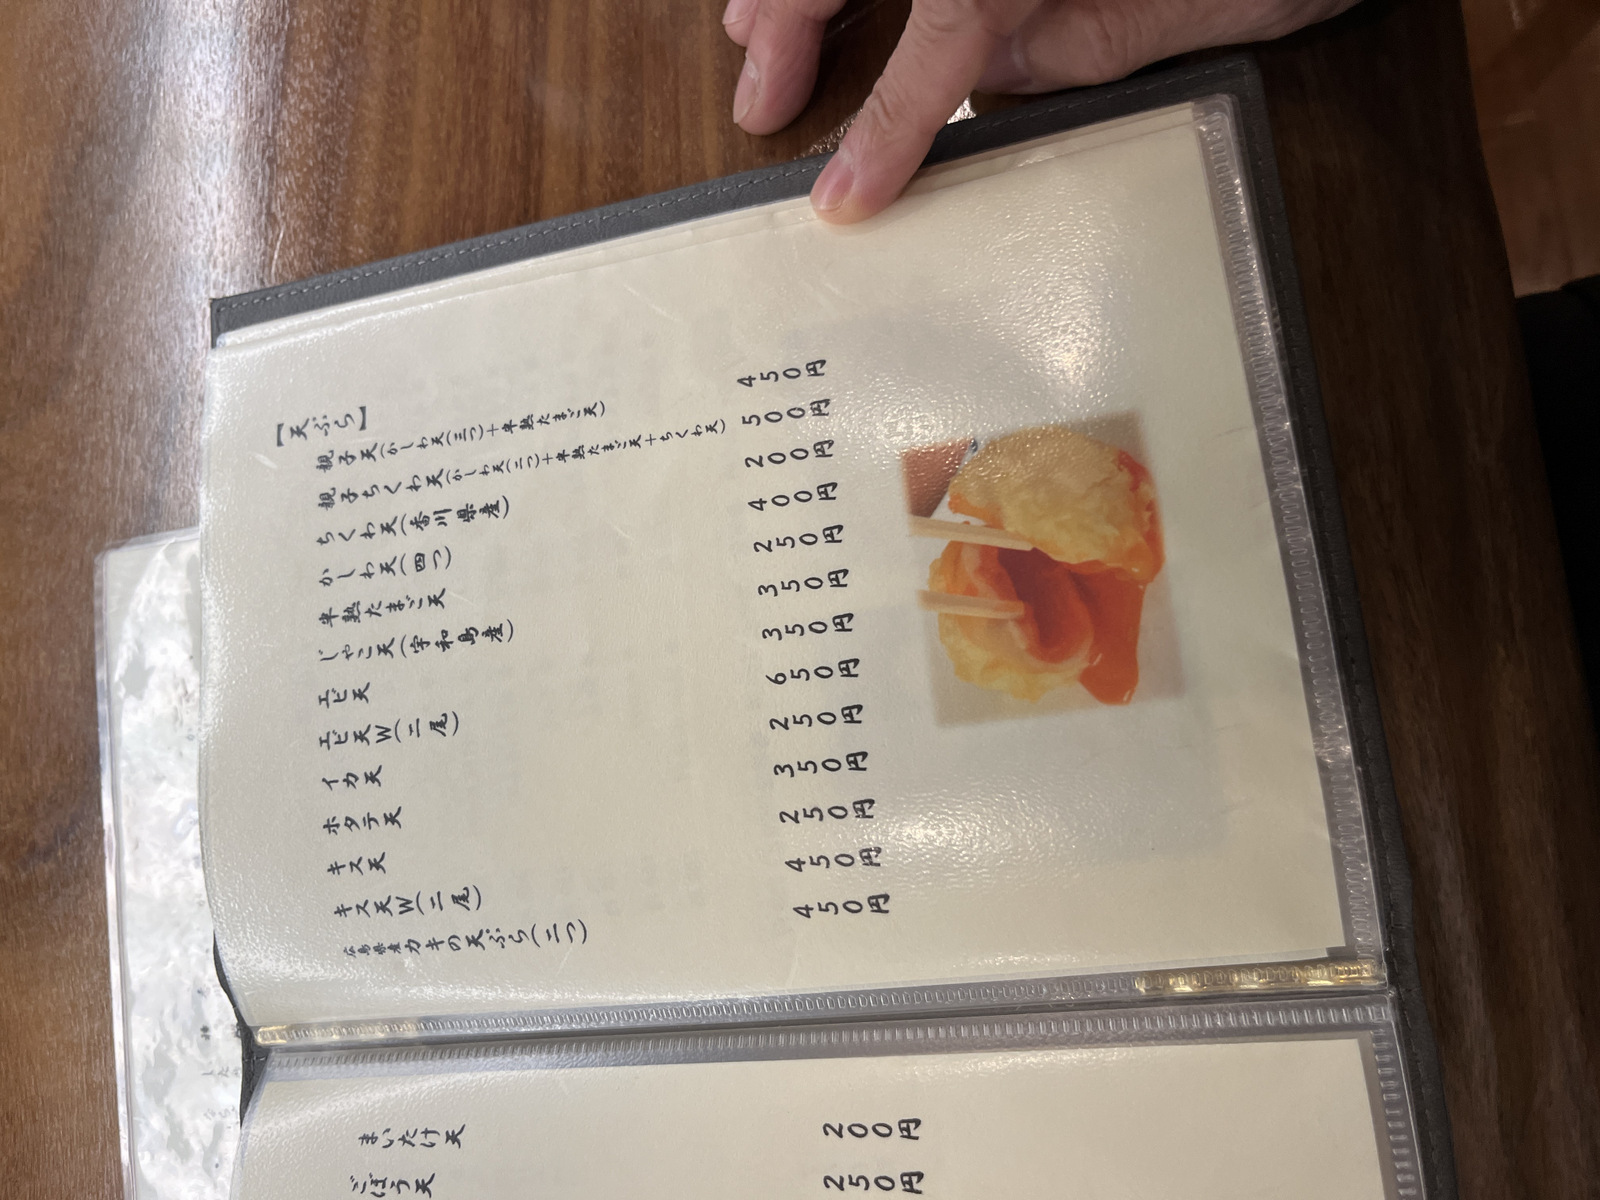 【天ぷら】
親子天(かしわ天(三つ)+半熟たまご天) 450円
親子ちくわ天(かしわ天(二つ)+半熟たまご天+ちくわ天) 500円
ちくわ天(香川県産) 200円
かしわ天(四つ) 400円
半熟たまご天 250円
じゃこ天(宇和島産) 350円
エビ天 350円
エビ天W(二尾) 650円
イカ天 250円
ホタテ天 350円
キス天 250円
キス天W(二尾) 450円
広島県産カキの天ぷら(二つ) 450円
まいたけ天 200円
ごぼう天 250円